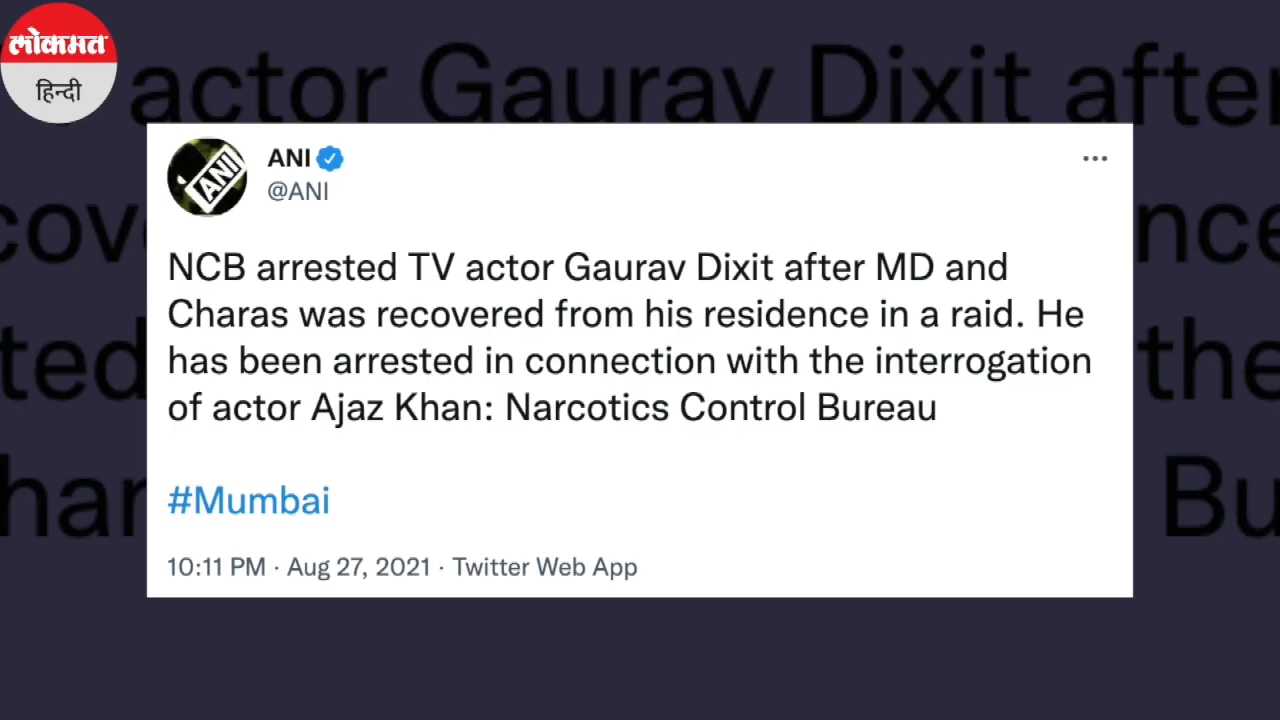 लोकमत
हिन्दी
actor Gaurav Dixit after
ANI
ANI
@ANI
NCB arrested TV actor Gaurav Dixit after MD and
Charas was recovered from his residence in a raid. He
has been arrested in connection with the interrogation
of actor Ajaz Khan: Narcotics Control Bureau
#Mumbai
10:11 PM · Aug 27, 2021 · Twitter Web App